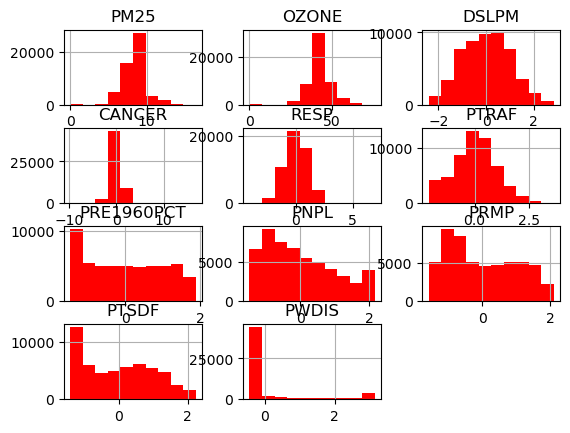 PM25 OZONE DSLPM
20000 20000 10000
0 0 0
0 10 0 50 −2 0 2
CANCER RESP PTRAF
25000 20000 10000
0 0 0
−10 0 10 0 5 0.0 2.5
PRE1960PCT PNPL PRMP
10000 5000 5000
5000
0 0 0
0 2 0 2 0 2
PTSDF PWDIS
10000 25000
0 0
0 2 0 2